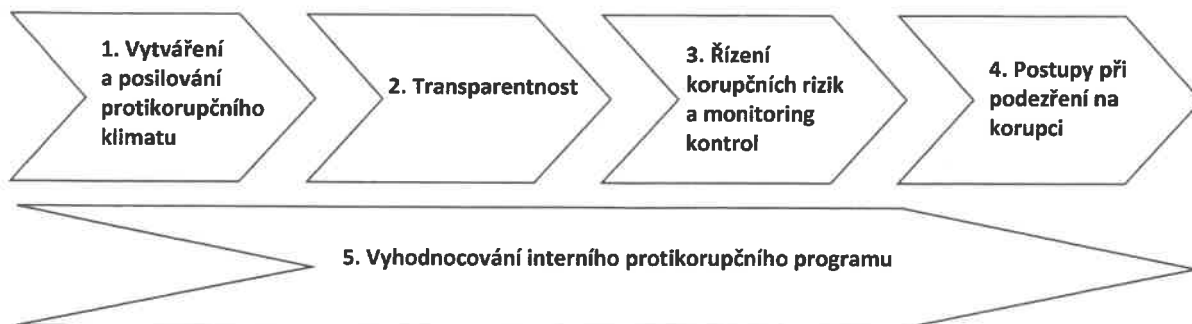 1. Vytváření
a posilování
protikorupčního
klimatu
2. Transparentnost
3. Řízení
korupčních rizik
a monitoring
kontrol
4. Postupy při
podezření na
korupci
5. Vyhodnocování interního protikorupčního programu